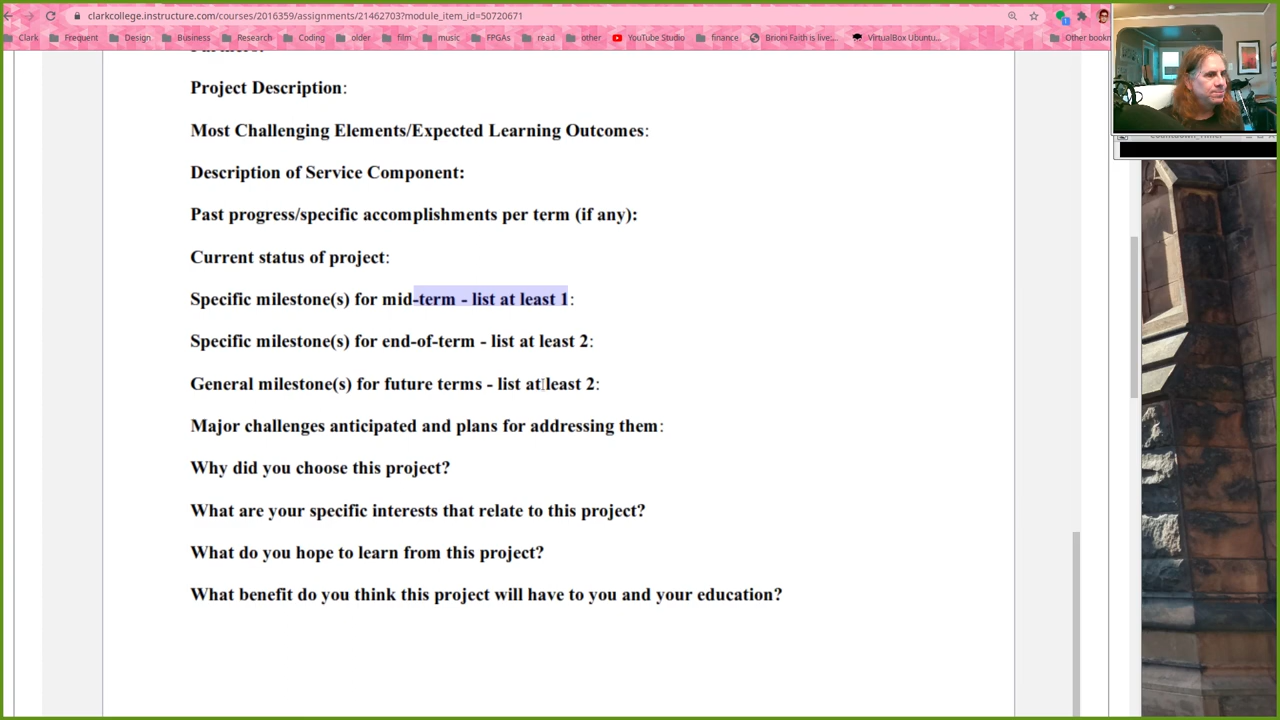 clarkcollege.instructure.com/courses/2016359/assignments/21462703?module_item_id=50720671
Clark Frequent Design Business Research Coding older film music FPGAs read other YouTube Studio finance Brioni Faith is live:... VirtualBox Ubuntu... Other bookm
Project Description:
Most Challenging Elements/Expected Learning Outcomes:
Description of Service Component:
Past progress/specific accomplishments per term (if any):
Current status of project:
Specific milestone(s) for mid-term - list at least 1:
Specific milestone(s) for end-of-term - list at least 2:
General milestone(s) for future terms - list at least 2:
Major challenges anticipated and plans for addressing them:
Why did you choose this project?
What are your specific interests that relate to this project?
What do you hope to learn from this project?
What benefit do you think this project will have to you and your education?